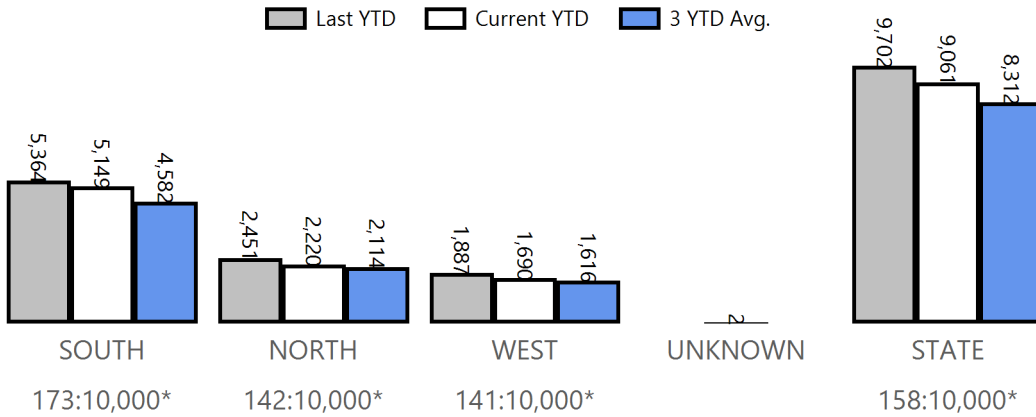 Last YTD Current YTD 3 YTD Avg.
5,364 5,149 4,582 2,451 2,220 2,114 1,887 1,690 1,616 2 9,702 9,061 8,312
SOUTH NORTH WEST UNKNOWN STATE
173:10,000* 142:10,000* 141:10,000* 158:10,000*